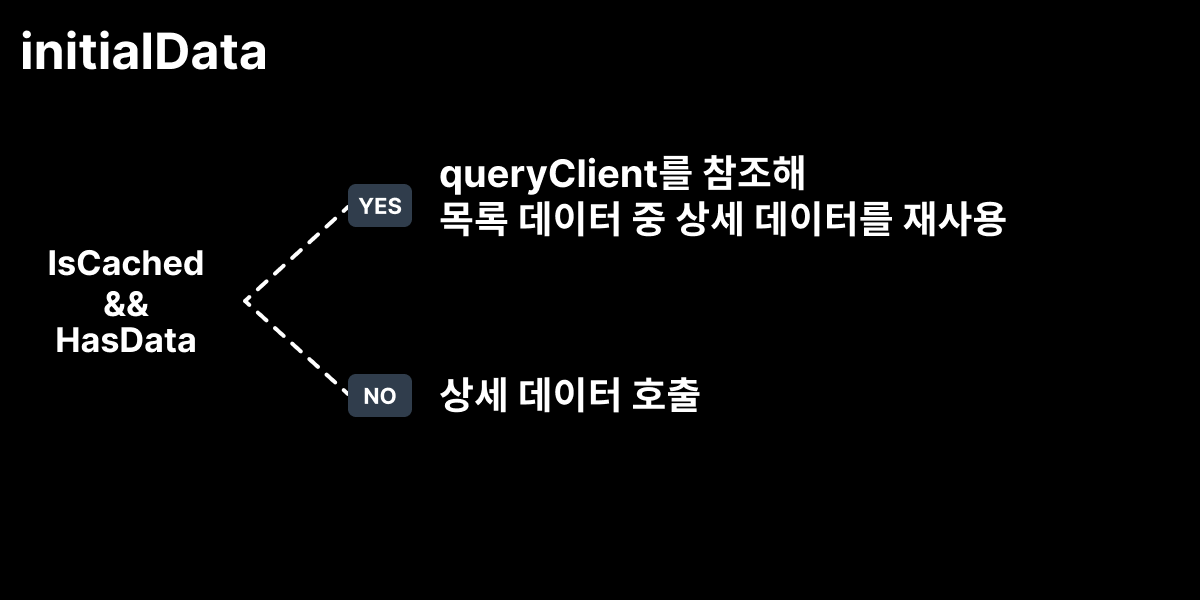 initialData
IsCached
&&
HasData
YES
queryClient를 참조해
목록 데이터 중 상세 데이터를 재사용
NO
상세 데이터 호출